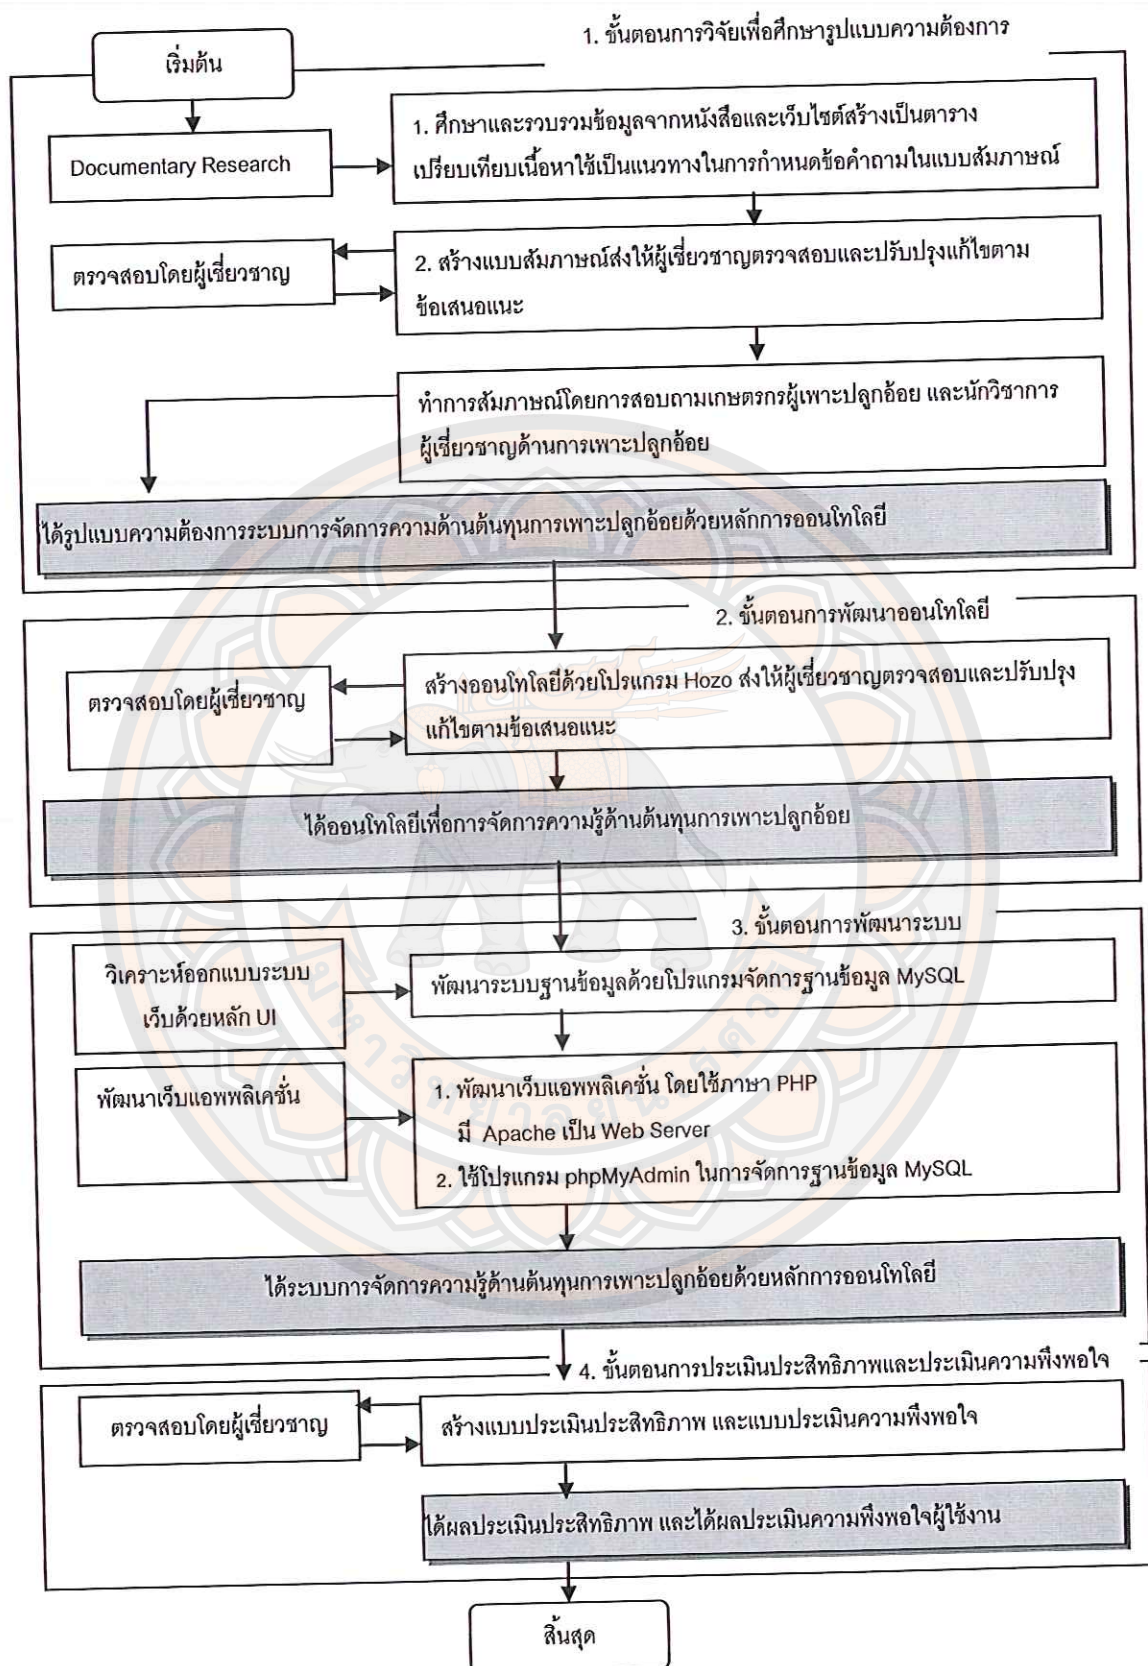 1. ขั้นตอนการวิจัยเพื่อศึกษารูปแบบความต้องการ
เริ่มต้น
1. ศึกษาและรวบรวมข้อมูลจากหนังสือและเว็บไซต์สร้างเป็นตาราง
เปรียบเทียบเนื้อหาใช้เป็นแนวทางในการกำหนดข้อคำถามในแบบสัมภาษณ์
Documentary Research
ตรวจสอบโดยผู้เชี่ยวชาญ
2. สร้างแบบสัมภาษณ์ส่งให้ผู้เชี่ยวชาญตรวจสอบและปรับปรุงแก้ไขตาม
ข้อเสนอแนะ
ทำการสัมภาษณ์โดยการสอบถามเกษตรกรผู้เพาะปลูกอ้อย และนักวิชาการ
ผู้เชี่ยวชาญด้านการเพาะปลูกอ้อย
ได้รูปแบบความต้องการระบบการจัดการความด้านต้นทุนการเพาะปลูกอ้อยด้วยหลักการออนโทโลยี
2. ขั้นตอนการพัฒนาออนโทโลยี
ตรวจสอบโดยผู้เชี่ยวชาญ
สร้างออนโทโลยีด้วยโปรแกรม Hozo ส่งให้ผู้เชี่ยวชาญตรวจสอบและปรับปรุง
แก้ไขตามข้อเสนอแนะ
ได้ออนโทโลยีเพื่อการจัดการความรู้ด้านต้นทุนการเพาะปลูกอ้อย
3. ขั้นตอนการพัฒนาระบบ
วิเคราะห์ออกแบบระบบ
เว็บด้วยหลัก UI
พัฒนาระบบฐานข้อมูลด้วยโปรแกรมจัดการฐานข้อมูล MySQL
พัฒนาเว็บแอพพลิเคชั่น
1. พัฒนาเว็บแอพพลิเคชั่น โดยใช้ภาษา PHP
มี Apache เป็น Web Server
2. ใช้โปรแกรม phpMyAdmin ในการจัดการฐานข้อมูล MySQL
มหาวิทยาลัยนเรศวร
ได้ระบบการจัดการความรู้ด้านต้นทุนการเพาะปลูกอ้อยด้วยหลักการออนโทโลยี
4. ขั้นตอนการประเมินประสิทธิภาพและประเมินความพึงพอใจ
ตรวจสอบโดยผู้เชี่ยวชาญ
สร้างแบบประเมินประสิทธิภาพ และแบบประเมินความพึงพอใจ
ได้ผลประเมินประสิทธิภาพ และได้ผลประเมินความพึงพอใจผู้ใช้งาน
สิ้นสุด